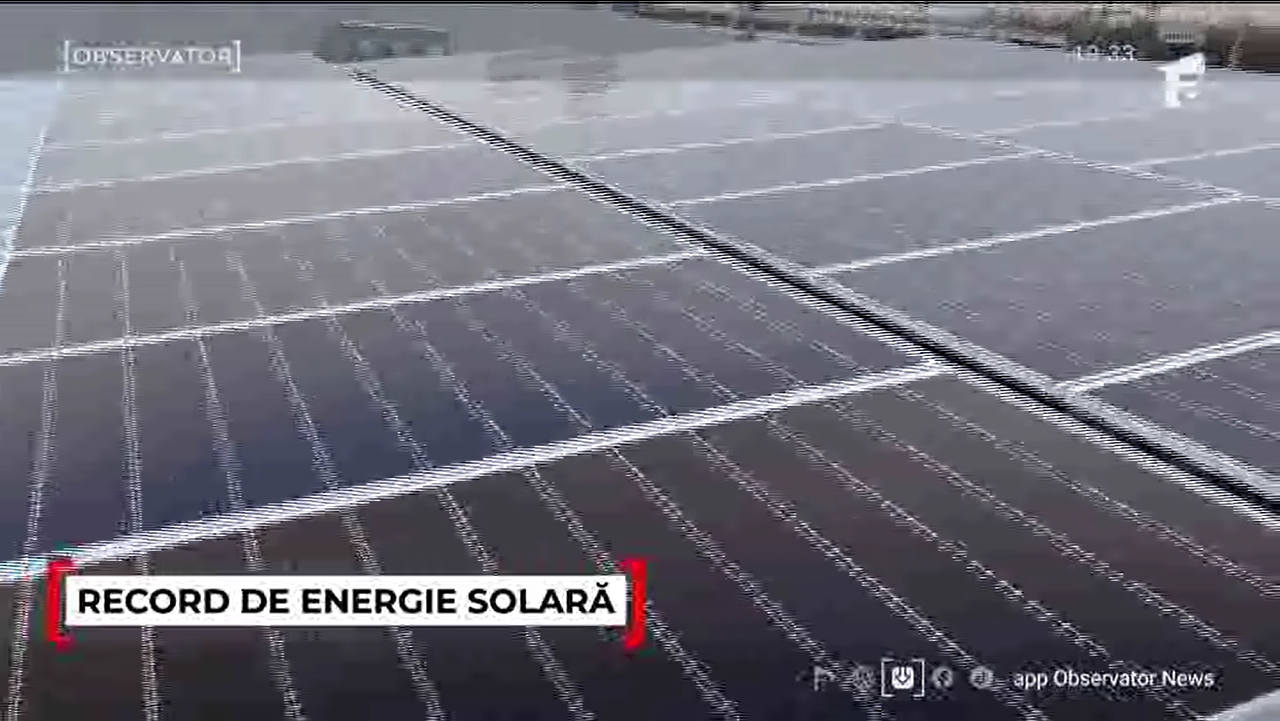 [OBSERVATOR]
RECORD DE ENERGIE SOLARĂ
app Observator News